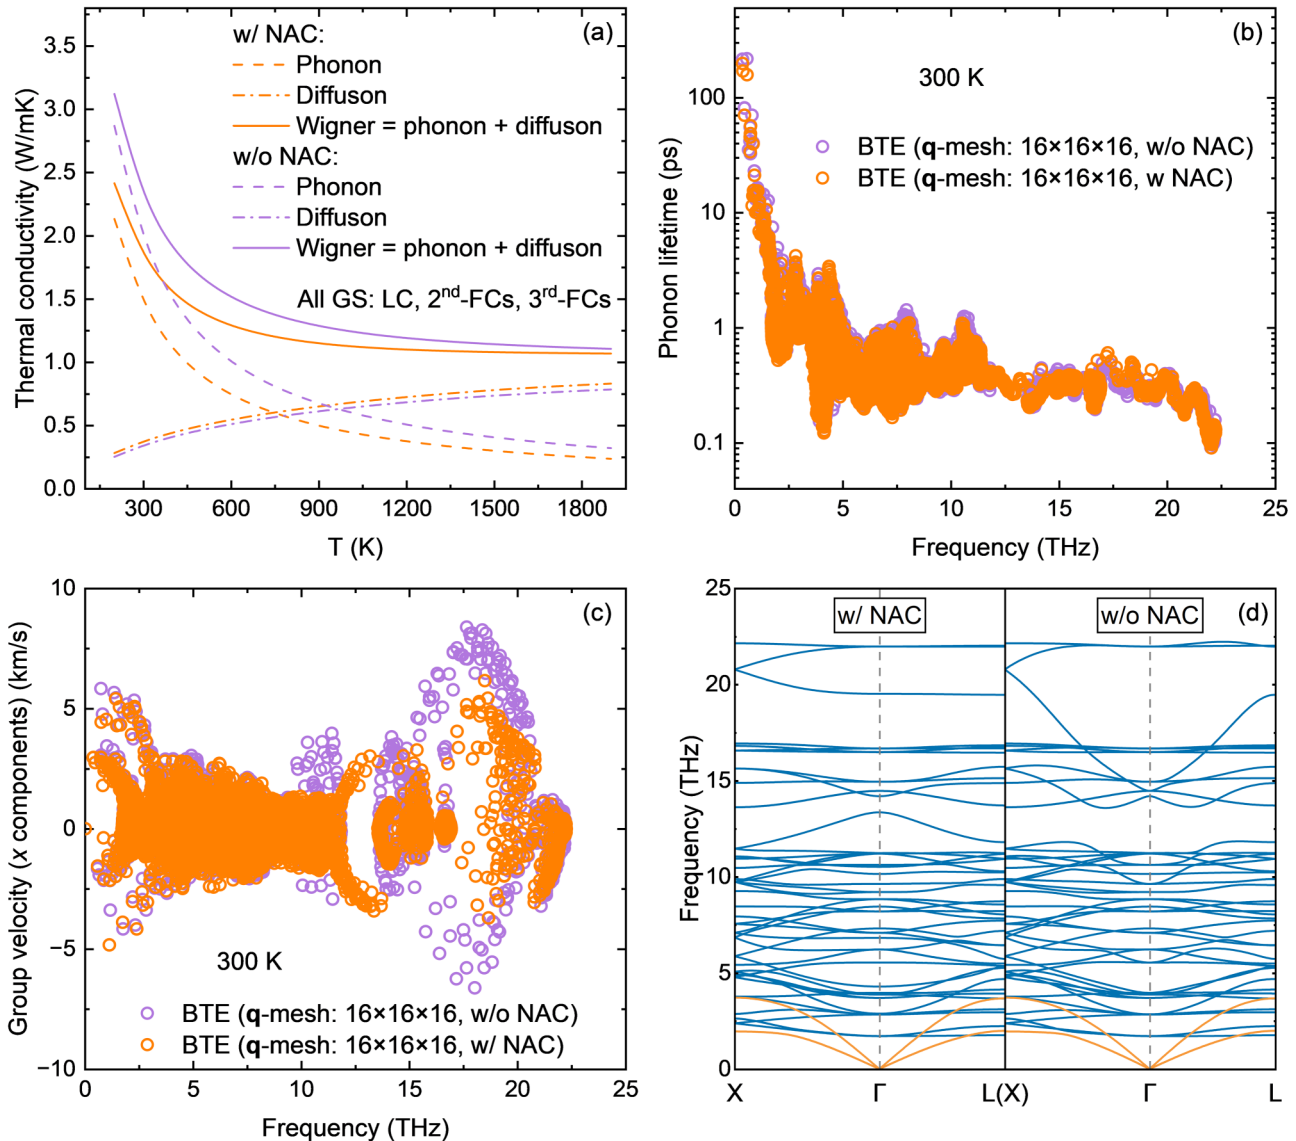 (a)
w/ NAC:
Phonon
Diffuson
Wigner = phonon + diffuson
w/o NAC:
Phonon
Diffuson
Wigner = phonon + diffuson
All GS: LC, 2nd-FCs, 3rd-FCs
Thermal conductivity (W/mK)
3.5
3.0
2.5
2.0
1.5
1.0
0.5
0.0
300 600 900 1200 1500 1800
T (K)
(b)
300 K
BTE (q-mesh: 16×16×16, w/o NAC)
BTE (q-mesh: 16×16×16, w NAC)
Phonon lifetime (ps)
100
10
1
0.1
0 5 10 15 20 25
Frequency (THz)
(c)
300 K
BTE (q-mesh: 16×16×16, w/o NAC)
BTE (q-mesh: 16×16×16, w/ NAC)
Group velocity (x components) (km/s)
10
5
0
−5
−10
0 5 10 15 20 25
Frequency (THz)
w/ NAC
w/o NAC
(d)
Frequency (THz)
25
20
15
10
5
0
X Γ L(X) Γ L